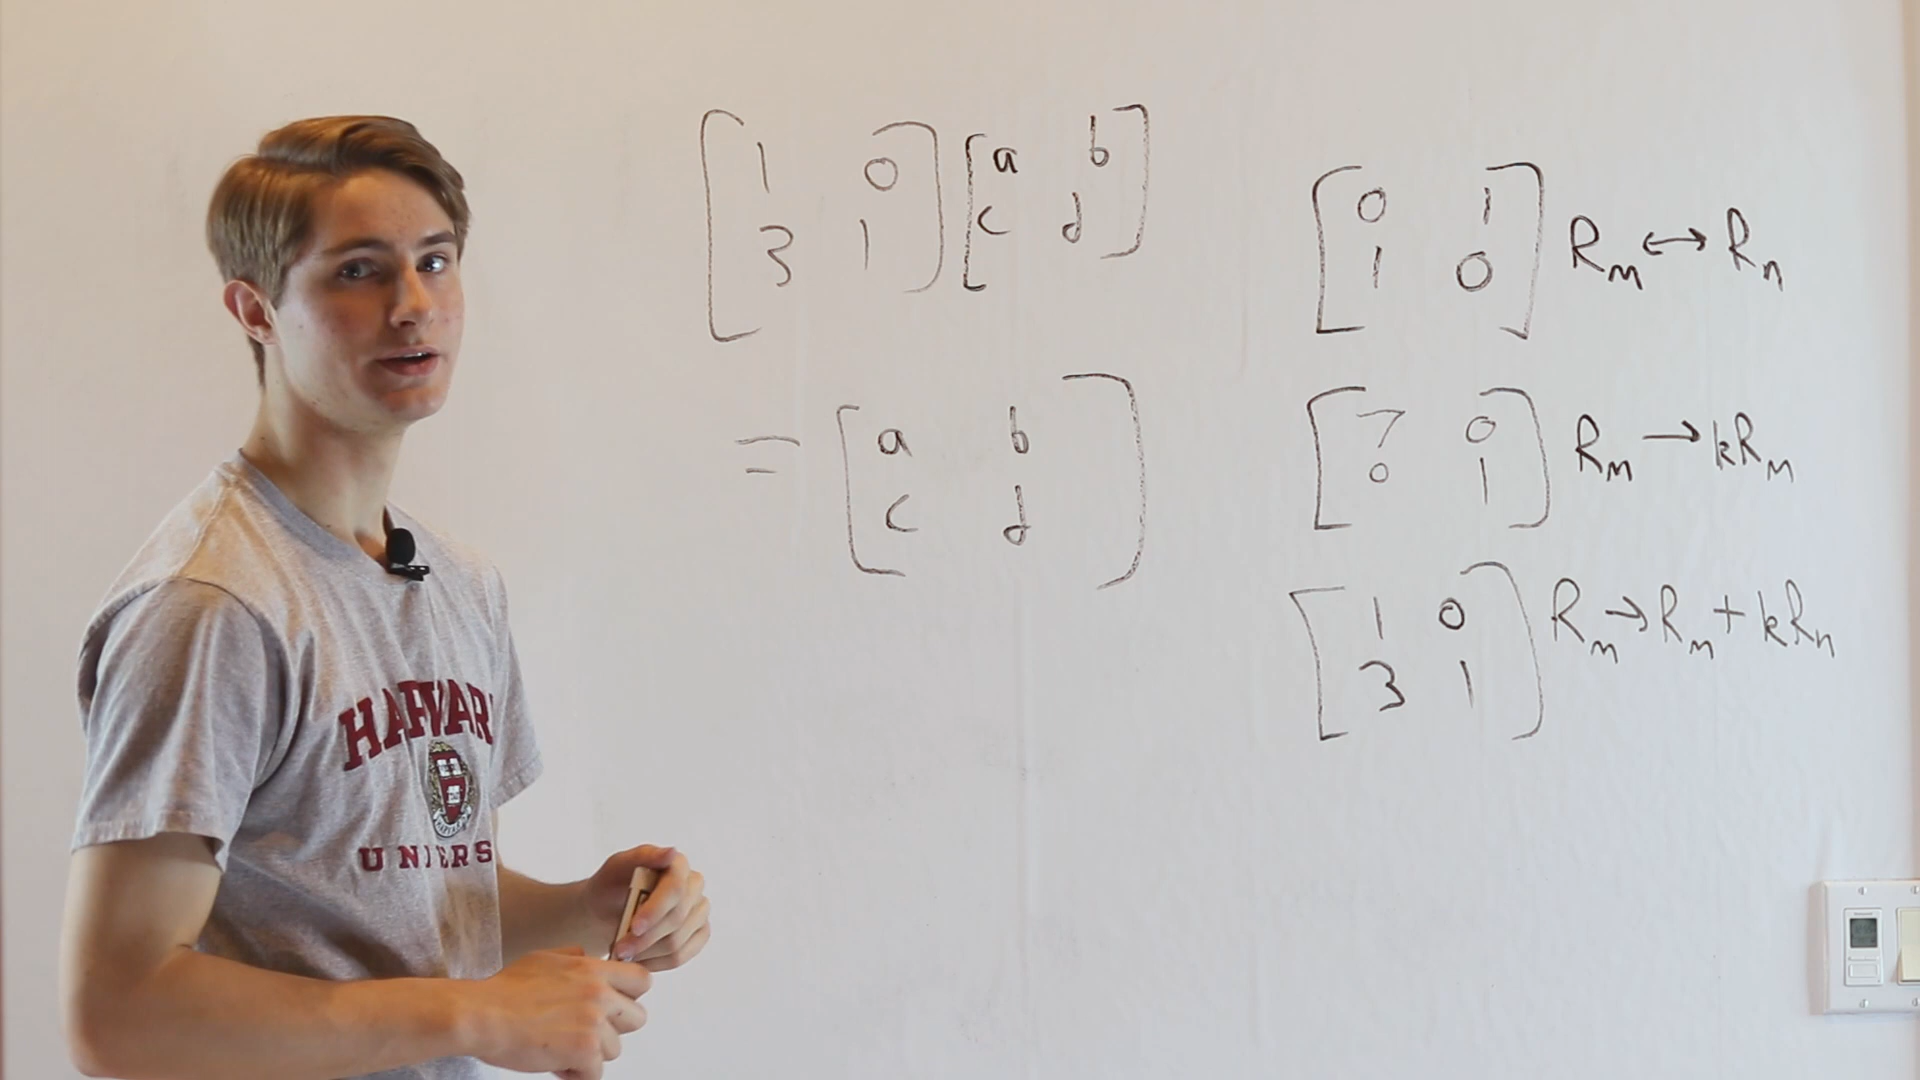 [1 0] [a b]
[3 1] [c d]
= [a b]
[c d]
[0 1] Rm ↔ Rn
[1 0]
[7 0] Rm → kRm
[0 1]
[1 0] Rm → Rm + kRn
[3 1]
HARVAR
UNIVERS